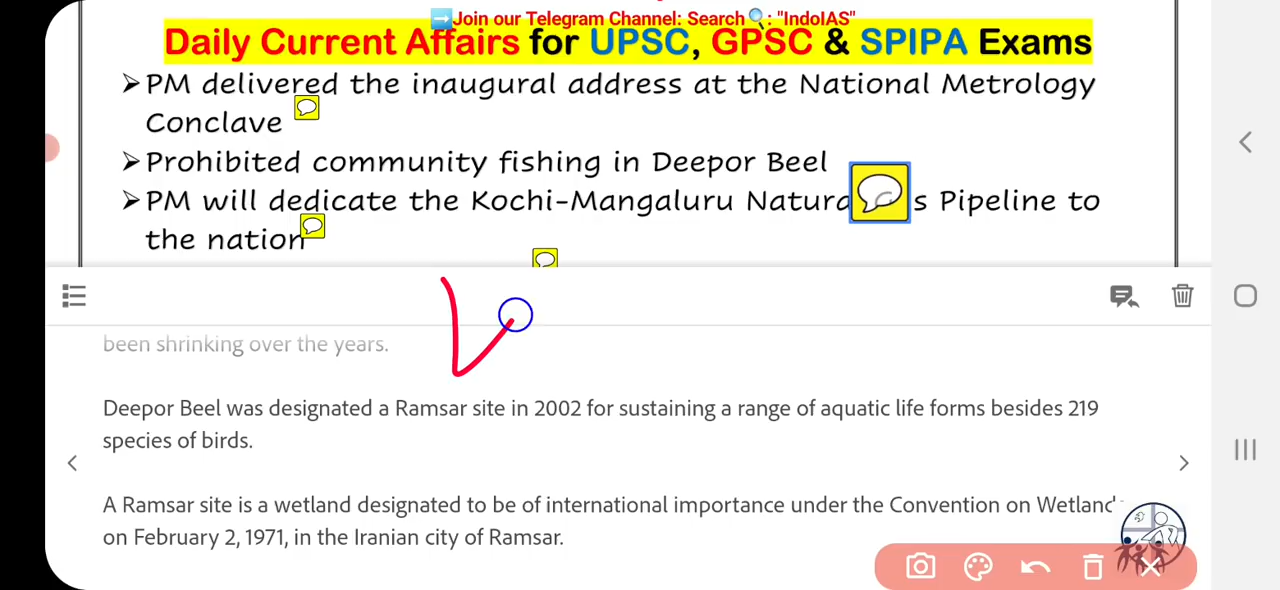 ➡Join our Telegram Channel: Search 🔍: "IndoIAS"
Daily Current Affairs for UPSC, GPSC & SPIPA Exams
➢PM delivered the inaugural address at the National Metrology
Conclave
➢Prohibited community fishing in Deepor Beel
➢PM will dedicate the Kochi-Mangaluru Natura s Pipeline to
the nation
been shrinking over the years.
Deepor Beel was designated a Ramsar site in 2002 for sustaining a range of aquatic life forms besides 219
species of birds.
A Ramsar site is a wetland designated to be of international importance under the Convention on Wetland
on February 2, 1971, in the Iranian city of Ramsar.